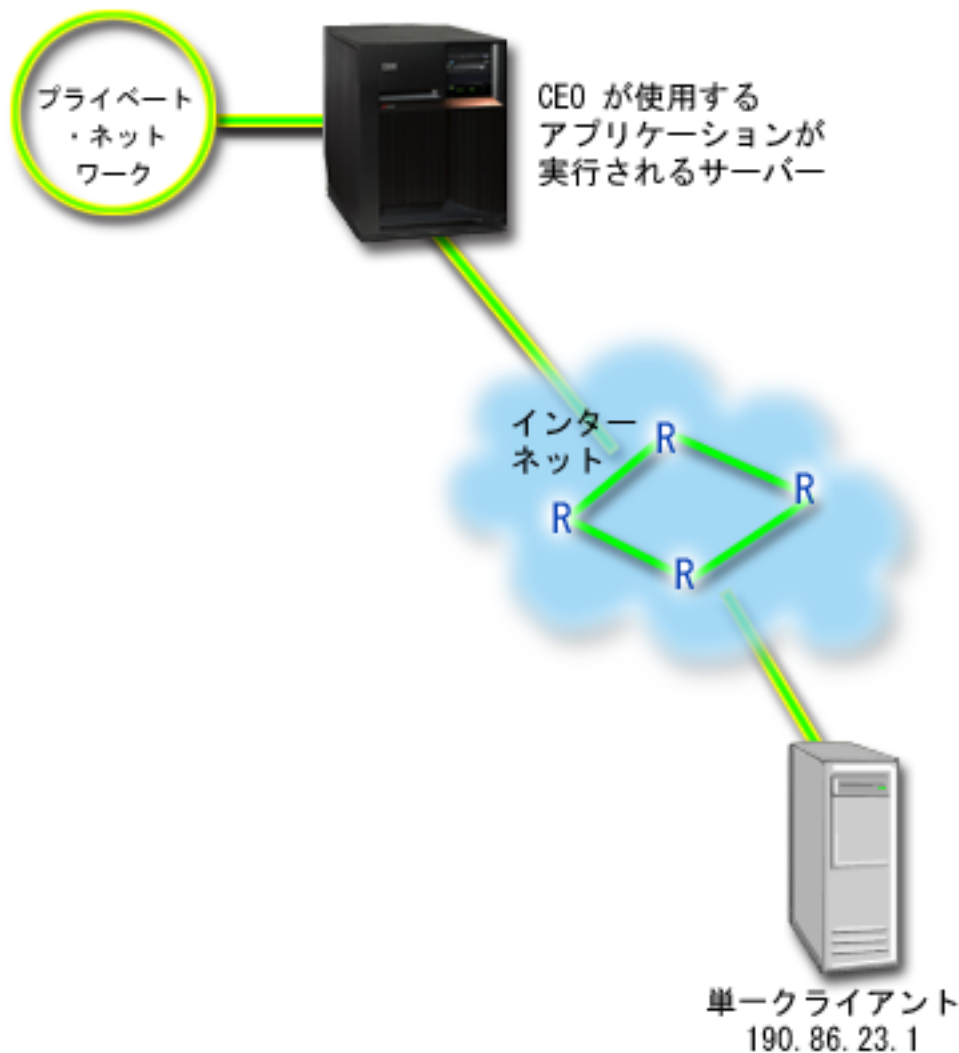 プライベート
・ネット
ワーク
CEO が使用する
アプリケーションが
実行されるサーバー
インター
ネット
R
R
R
R
単一クライアント
190.86.23.1